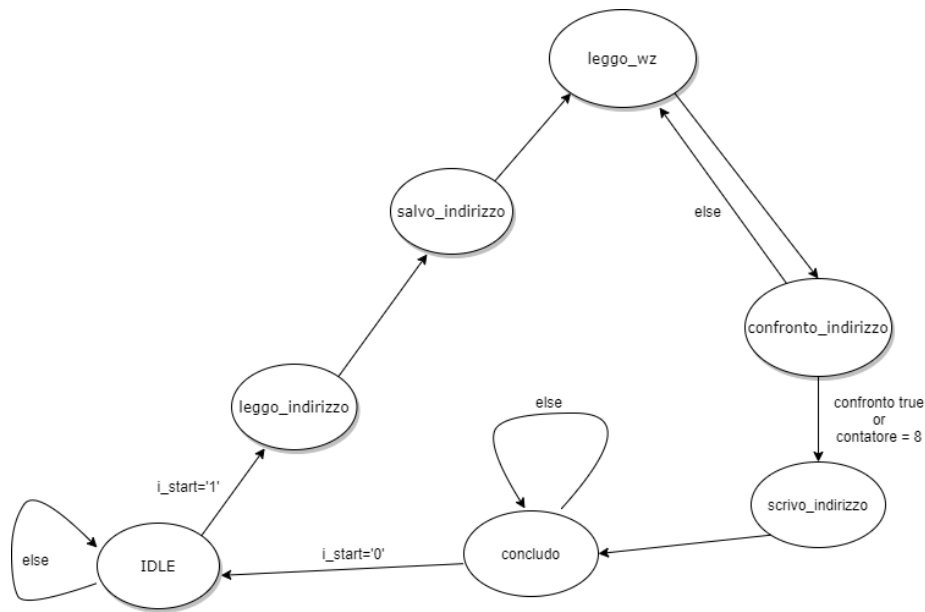 leggo_wz
salvo_indirizzo
else
confronto_indirizzo
leggo_indirizzo
else
confronto true
or
contatore = 8
i_start='1'
scrivo_indirizzo
i_start='0'
concludo
else
IDLE